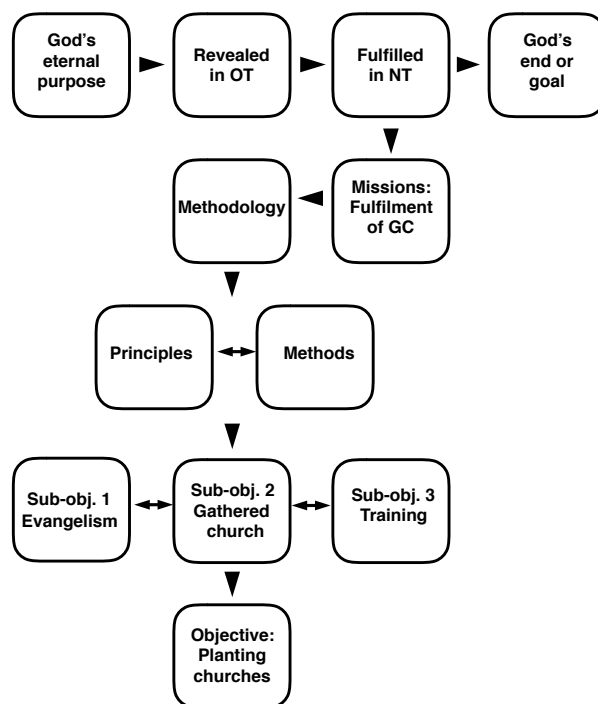 God's
eternal
purpose
Revealed
in OT
Fulfilled
in NT
God's
end or
goal
Methodology
Missions:
Fulfilment
of GC
Principles
Methods
Sub-obj. 1
Evangelism
Sub-obj. 2
Gathered
church
Sub-obj. 3
Training
Objective:
Planting
churches